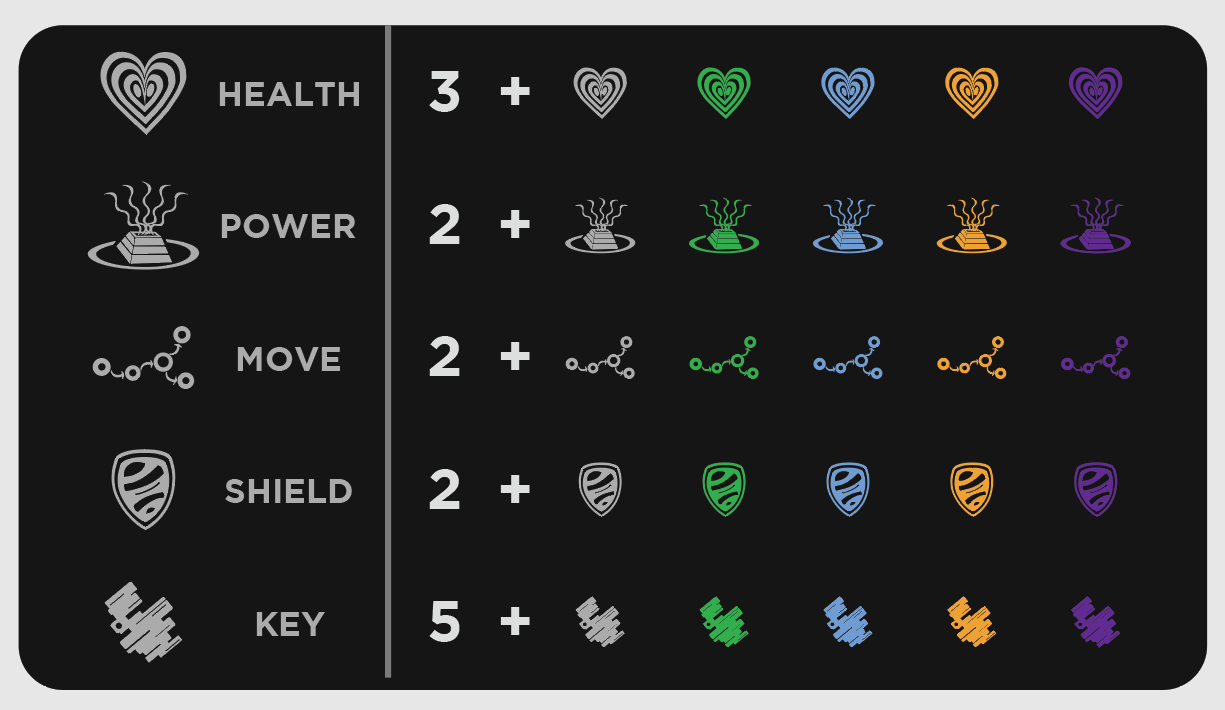 HEALTH 3 +
POWER 2 +
MOVE 2 +
SHIELD 2 +
KEY 5 +